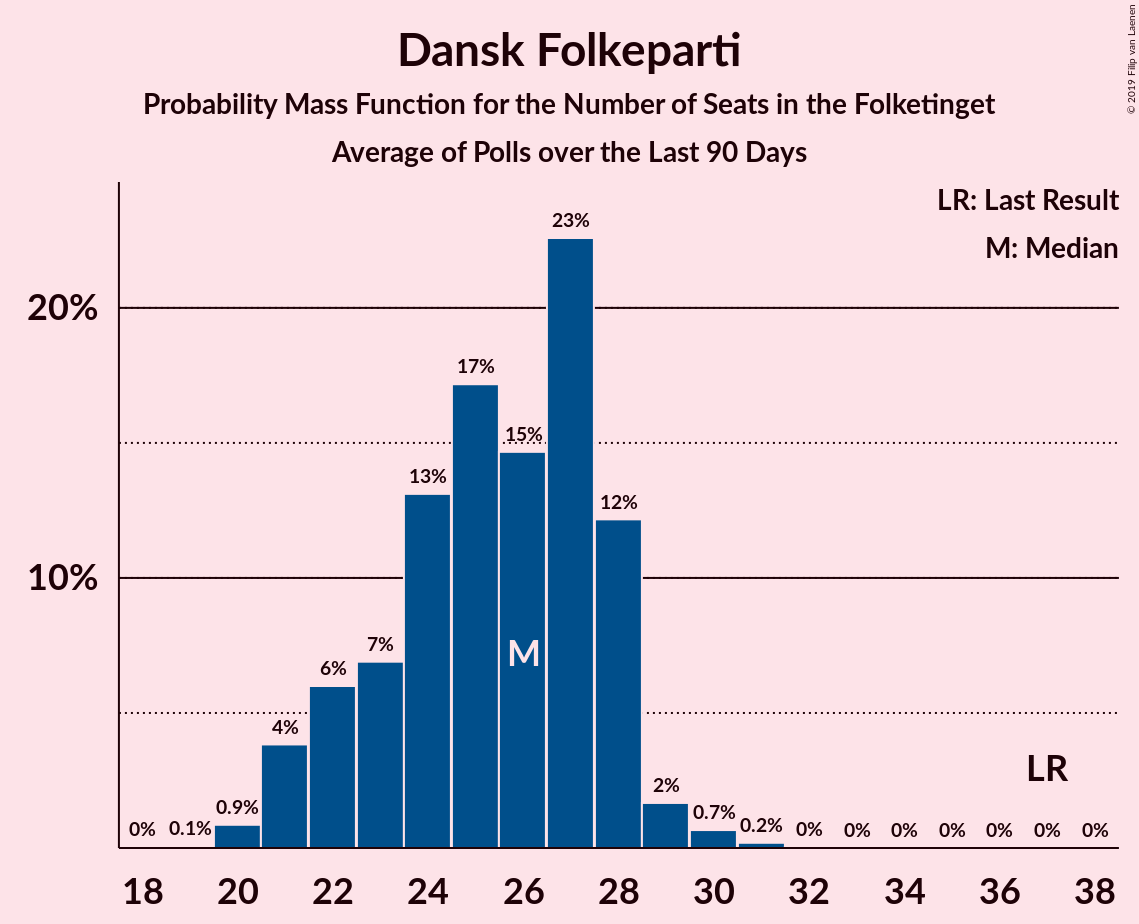 Dansk Folkeparti
Probability Mass Function for the Number of Seats in the Folketinget
Average of Polls over the Last 90 Days
© 2019 Filip van Laenen
LR: Last Result
M: Median
20%
10%
0%
0.1%
0.9%
4%
6%
7%
13%
17%
15%
23%
12%
2%
0.7%
0.2%
0%
0%
0%
0%
0%
0%
0%
M
LR
18 20 22 24 26 28 30 32 34 36 38